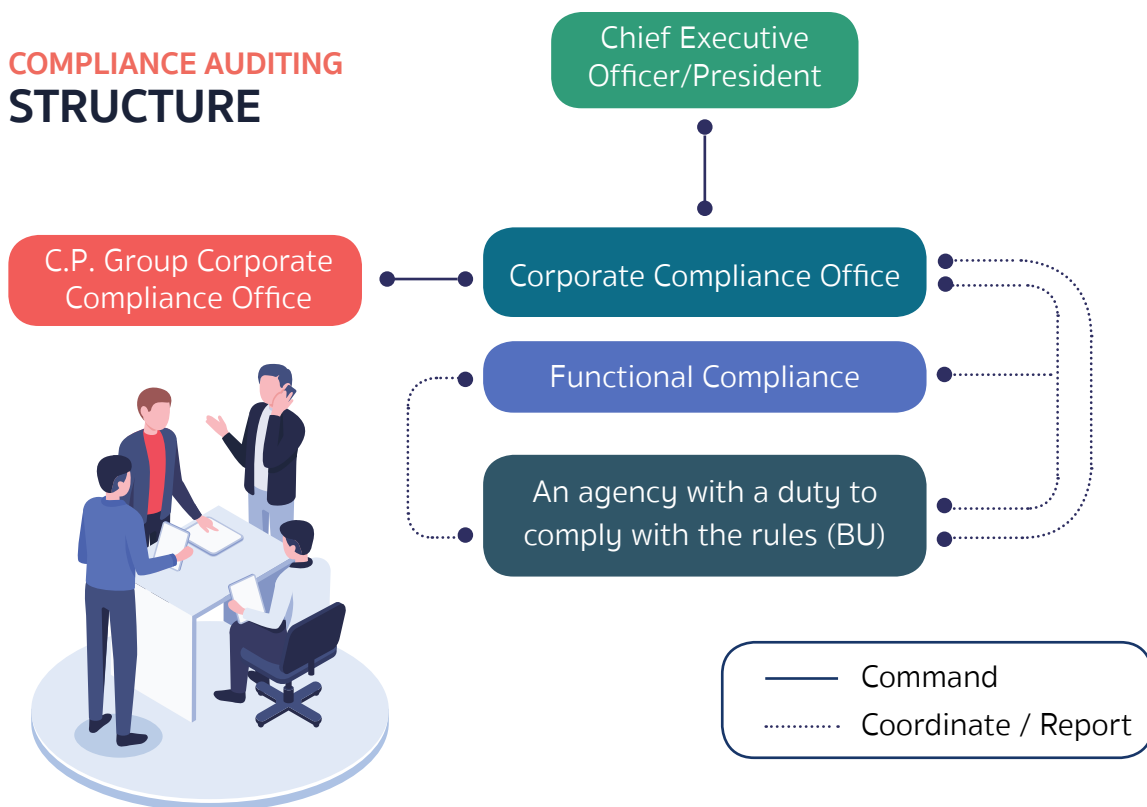 COMPLIANCE AUDITING
STRUCTURE
Chief Executive
Officer/President
C.P. Group Corporate
Compliance Office
Corporate Compliance Office
Functional Compliance
An agency with a duty to
comply with the rules (BU)
Command
Coordinate / Report